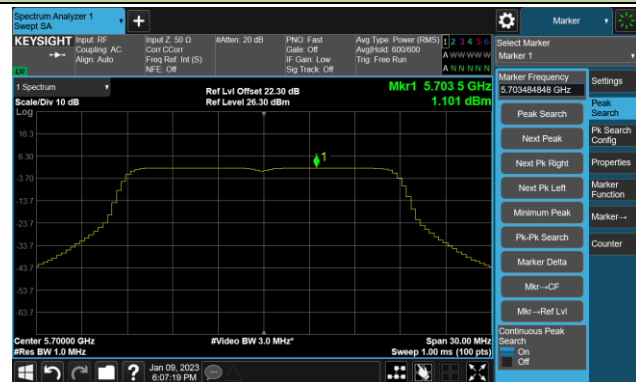 Spectrum Analyzer 1
Swept SA
Marker
KEYSIGHT
Input: RF
Coupling: AC
Align: Auto
Input Z: 50 Ω
Corr CCorr
Freq Ref: Int (S)
NFE: Off
#Atten: 20 dB
PNO: Fast
Gate: Off
IF Gain: Low
Sig Track: Off
Avg Type: Power (RMS)
Avg|Hold: 600/600
Trig: Free Run
1 2 3 4 5 6
A W W W W W
A N N N N N
Select Marker
Marker 1
1 Spectrum
Scale/Div 10 dB
Ref Lvl Offset 22.30 dB
Ref Level 26.30 dBm
Mkr1 5.703 5 GHz
1.101 dBm
Log
16.3
6.30
-3.70
-13.7
-23.7
-33.7
-43.7
-53.7
-63.7
1
Center 5.70000 GHz
#Res BW 1.0 MHz
#Video BW 3.0 MHz*
Span 30.00 MHz
Sweep 1.00 ms (100 pts)
Marker Frequency
5.703484848 GHz
Peak Search
Next Peak
Next Pk Right
Next Pk Left
Minimum Peak
Pk-Pk Search
Marker Delta
Mkr→CF
Mkr→Ref Lvl
Continuous Peak
Search
On
Off
Settings
Peak
Search
Pk Search
Config
Properties
Marker
Function
Marker→
Counter
Jan 09, 2023
6:07:19 PM